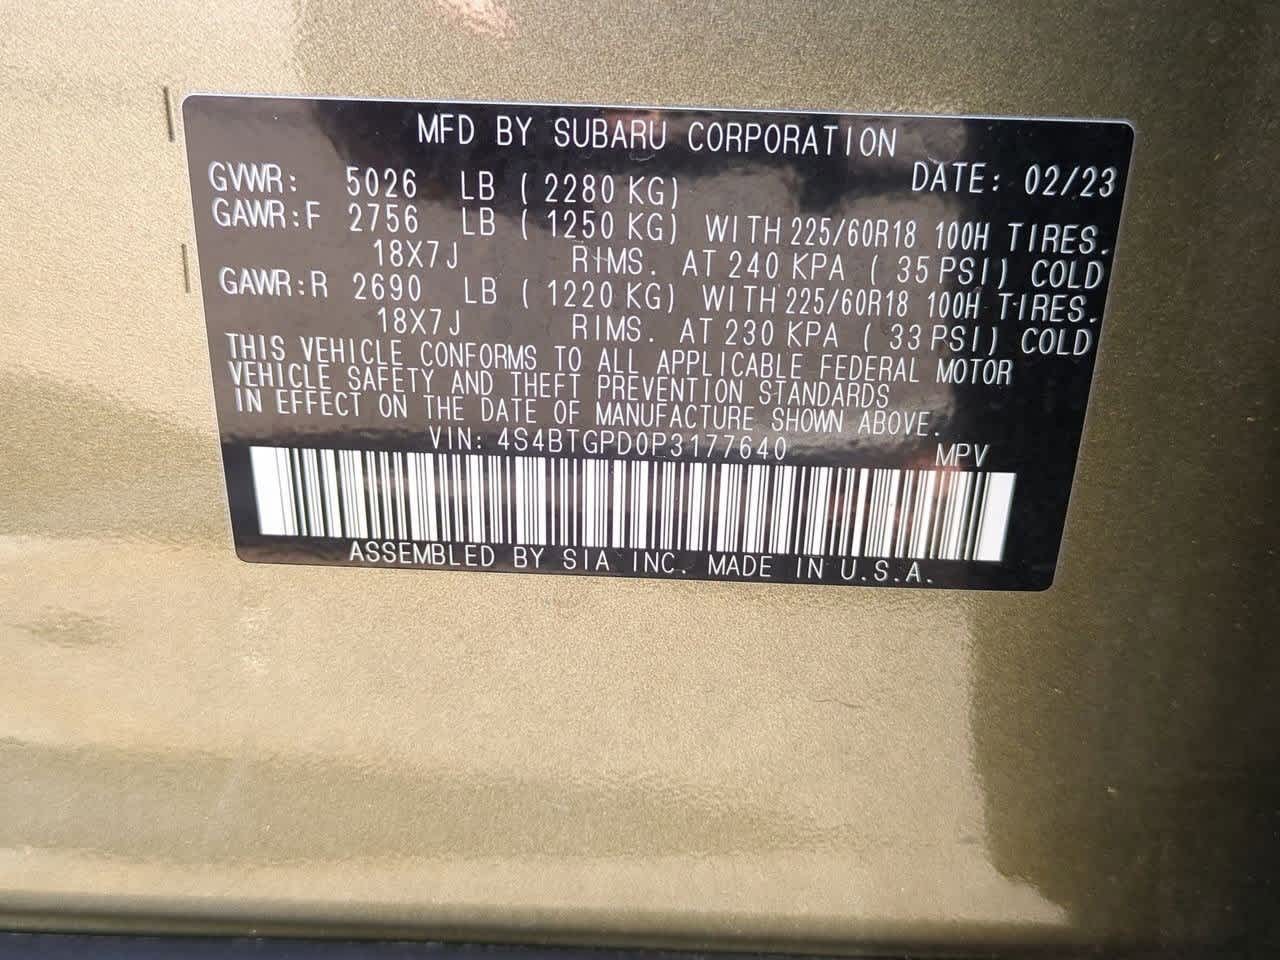 MFD BY SUBARU CORPORATION
GVWR: 5026 LB ( 2280 KG) DATE: 02/23
GAWR:F 2756 LB ( 1250 KG) WITH 225/60R18 100H TIRES.
18X7J RIMS. AT 240 KPA ( 35 PSI) COLD
GAWR:R 2690 LB ( 1220 KG) WITH 225/60R18 100H TIRES.
18X7J RIMS. AT 230 KPA ( 33 PSI) COLD
THIS VEHICLE CONFORMS TO ALL APPLICABLE FEDERAL MOTOR
VEHICLE SAFETY AND THEFT PREVENTION STANDARDS
IN EFFECT ON THE DATE OF MANUFACTURE SHOWN ABOVE.
VIN: 4S4BTGPD0P3177640 MPV
ASSEMBLED BY SIA INC. MADE IN U.S.A.